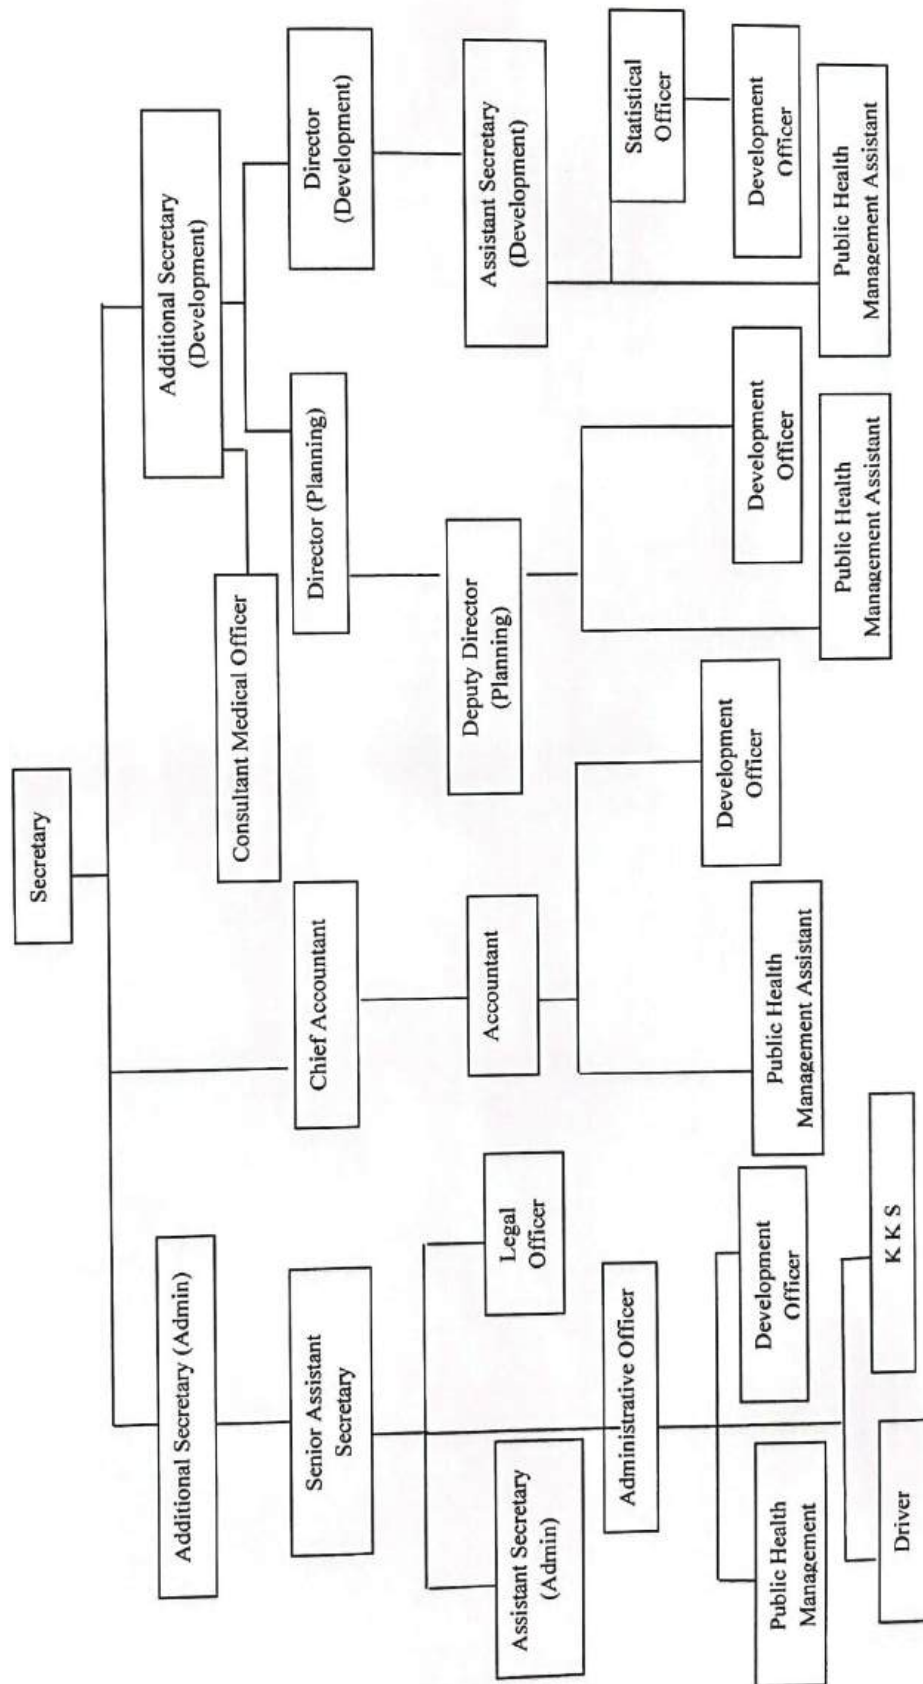 Secretary
Additional Secretary (Admin)
Additional Secretary
(Development)
Consultant Medical Officer
Senior Assistant
Secretary
Chief Accountant
Director (Planning)
Director
(Development)
Assistant Secretary
(Admin)
Legal
Officer
Accountant
Deputy Director
(Planning)
Assistant Secretary
(Development)
Administrative Officer
Statistical
Officer
Public Health
Management
Development
Officer
Public Health
Management Assistant
Development
Officer
Development
Officer
Development
Officer
Public Health
Management Assistant
Public Health
Management Assistant
Driver
K K S